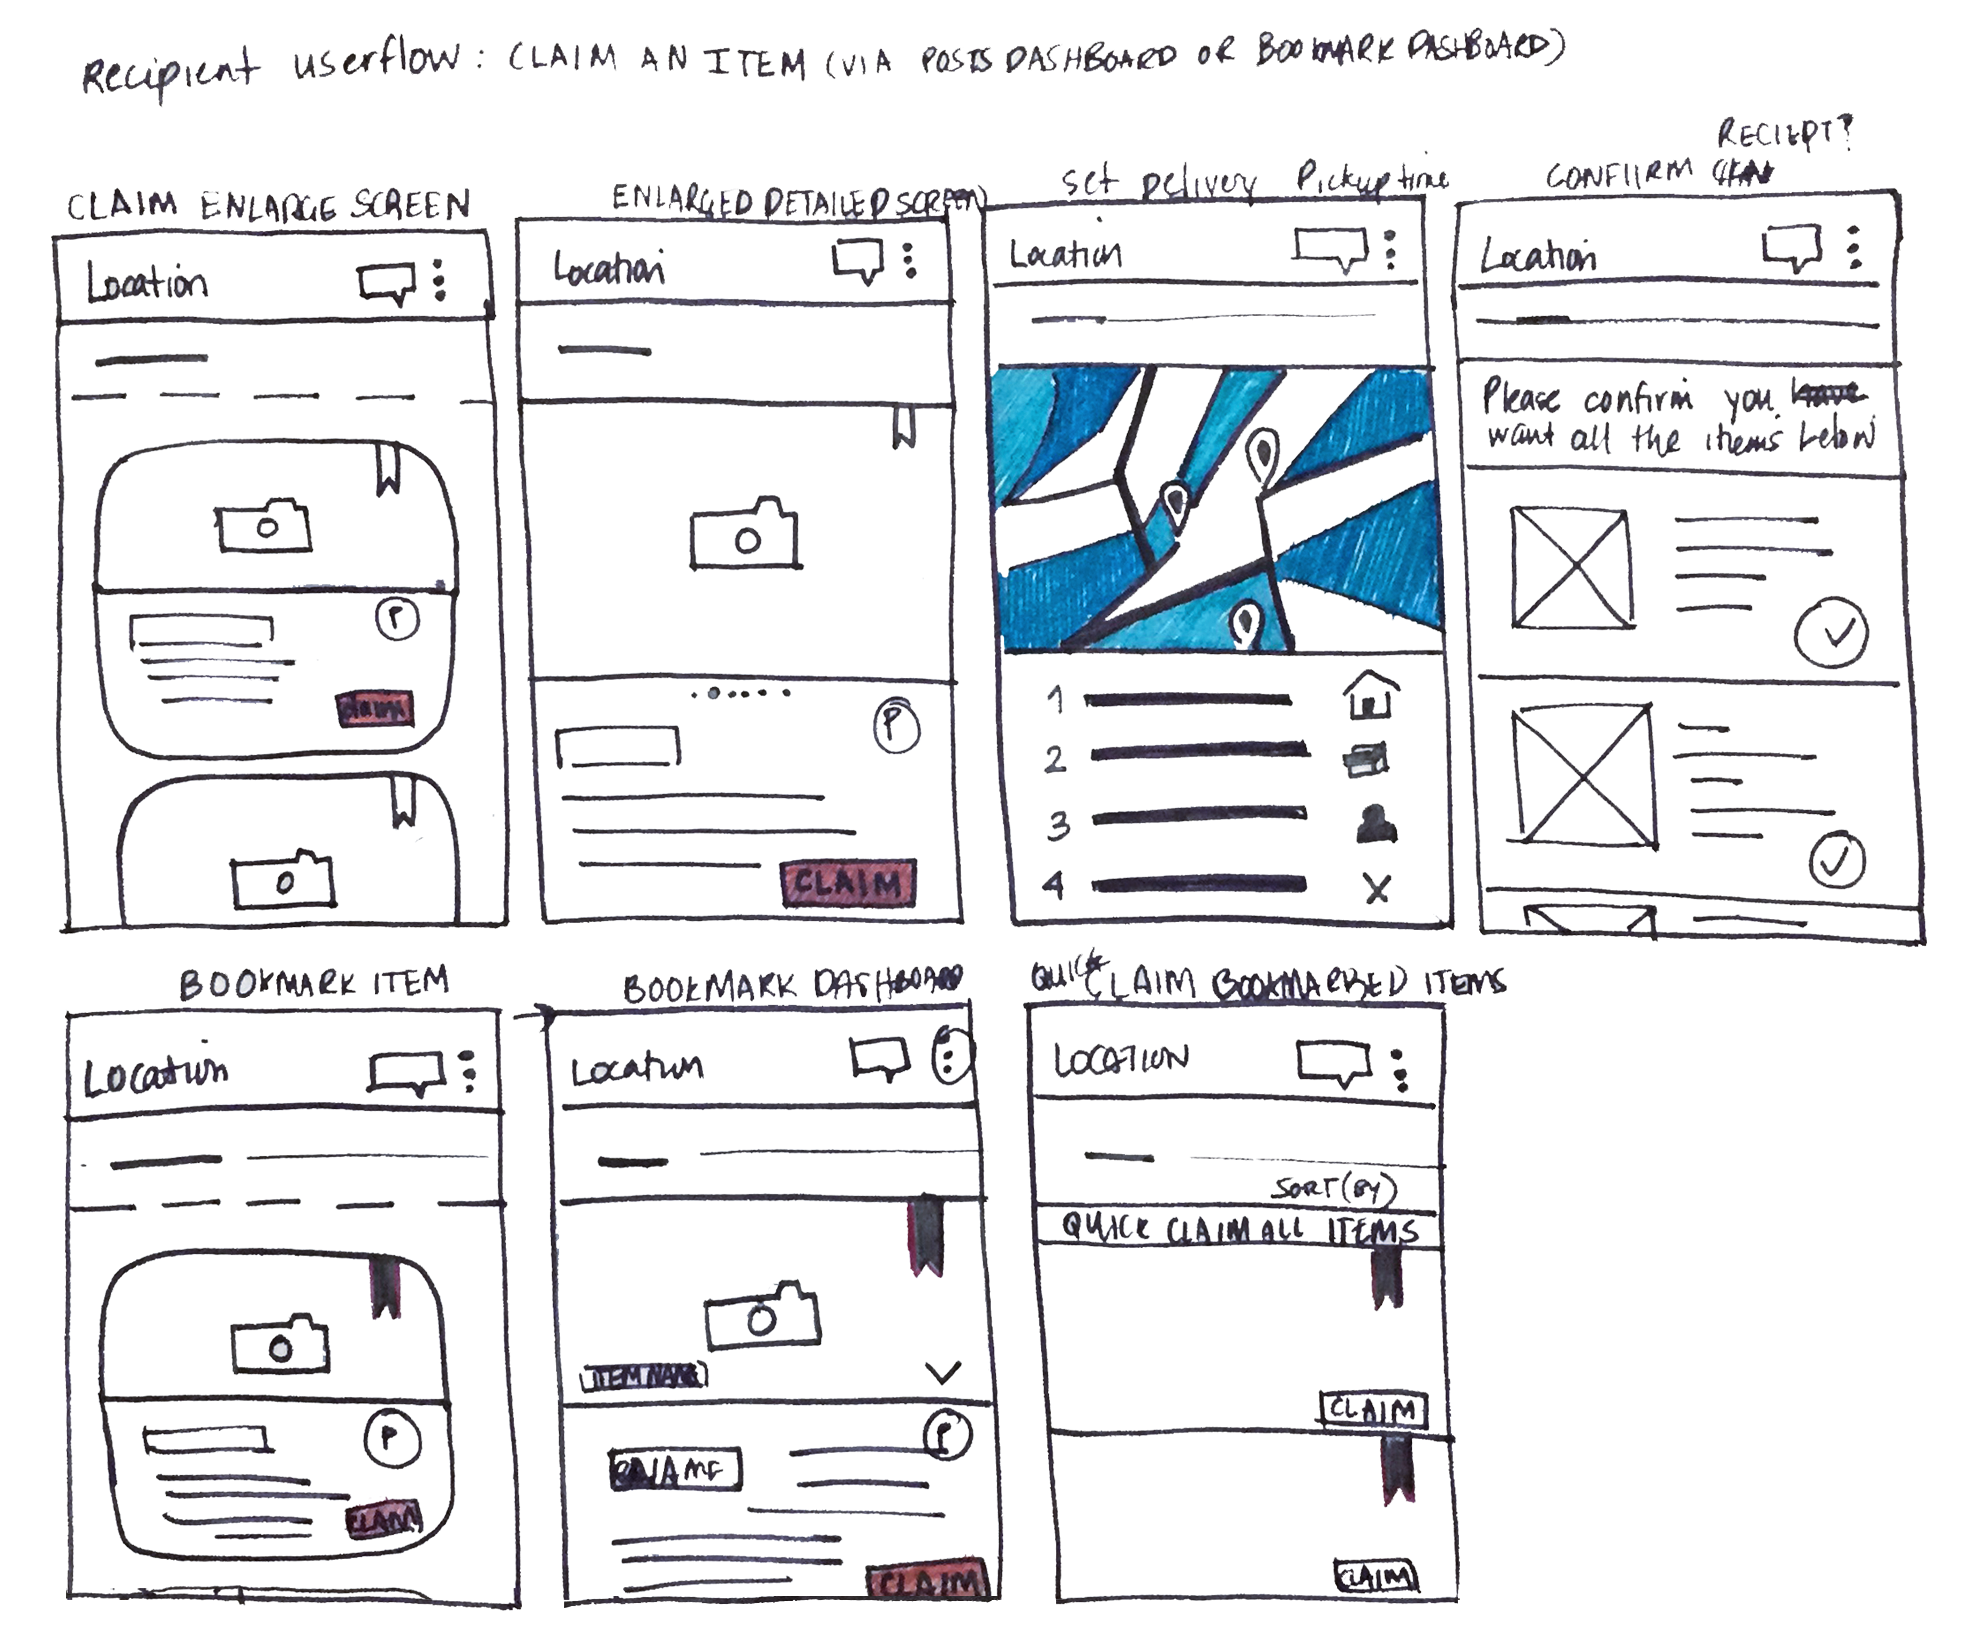 Recipient userflow: CLAIM AN ITEM (VIA POSTS DASHBOARD OR BOOKMARK DASHBOARD)
CLAIM ENLARGE SCREEN
Location
P
claim
ENLARGED DETAILED SCREEN
Location
P
CLAIM
Set Delivery Pickup time
Location
1
2
3
4
X
RECIEPT?
CONFIIRM
Location
Please confirm you have
want all the items below
BOOKMARK ITEM
Location
P
CLAIM
BOOKMARK DASHBOARD
Location
ITEM NAME
P
NAME
CLAIM
QUICK CLAIM BOOKMARKED ITEMS
LOCATION
SORT(BY)
QUICK CLAIM ALL ITEMS
CLAIM
CLAIM